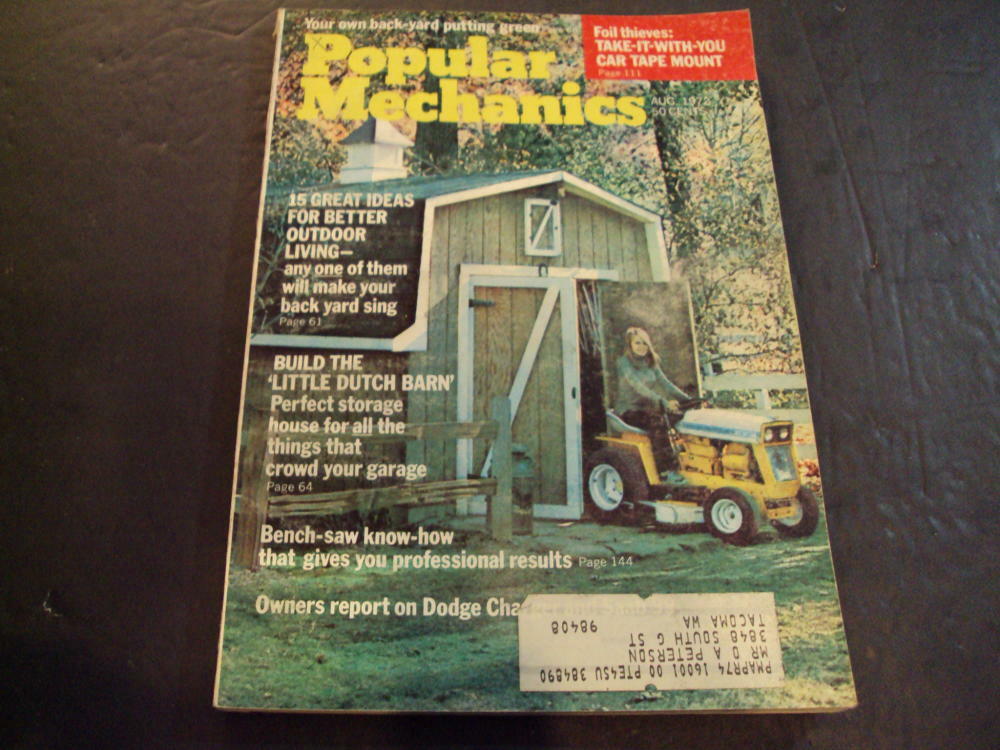 Your own back-yard putting green
Foil thieves:
TAKE-IT-WITH-YOU
CAR TAPE MOUNT
Page 111
Popular
Mechanics
AUG. 1972
50 CENTS
15 GREAT IDEAS
FOR BETTER
OUTDOOR
LIVING—
any one of them
will make your
back yard sing
Page 61
BUILD THE
'LITTLE DUTCH BARN'
Perfect storage
house for all the
things that
crowd your garage
Page 64
Bench-saw know-how
that gives you professional results Page 144
Owners report on Dodge Cha
PMAPR74 16001 00 PTE4SU 384890
MR O A PETERSON
3848 SOUTH G ST
TACOMA WA 98408